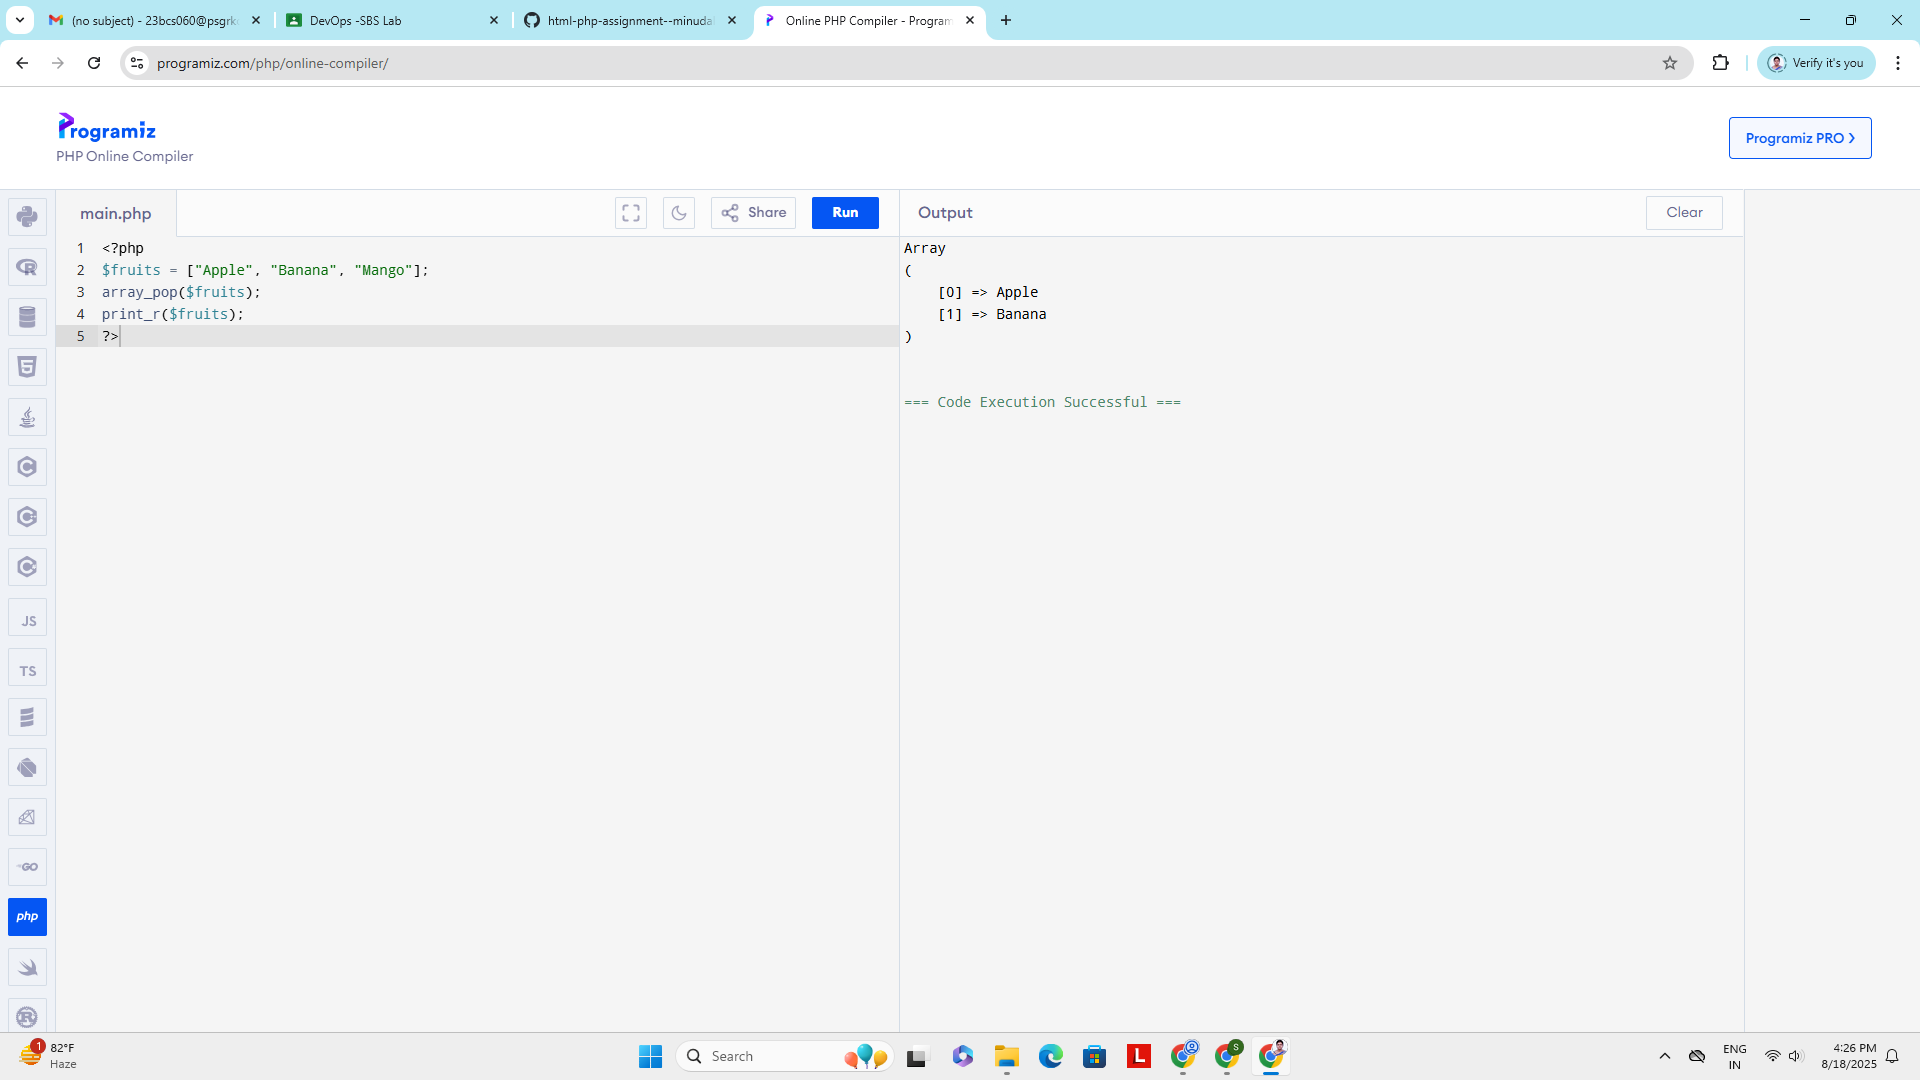 (no subject) - 23bcs060@psgrk
DevOps -SBS Lab
html-php-assignment--minuda
Online PHP Compiler - Program
programiz.com/php/online-compiler/
Verify it's you
Programiz
PHP Online Compiler
Programiz PRO >
main.php
Share
Run
Output
Clear
1 <?php
2 $fruits = ["Apple", "Banana", "Mango"];
3 array_pop($fruits);
4 print_r($fruits);
5 ?>
Array
(
[0] => Apple
[1] => Banana
)
=== Code Execution Successful ===
R
JS
TS
GO
php
1
82°F
Haze
Search
L
S
ENG
IN
4:26 PM
8/18/2025